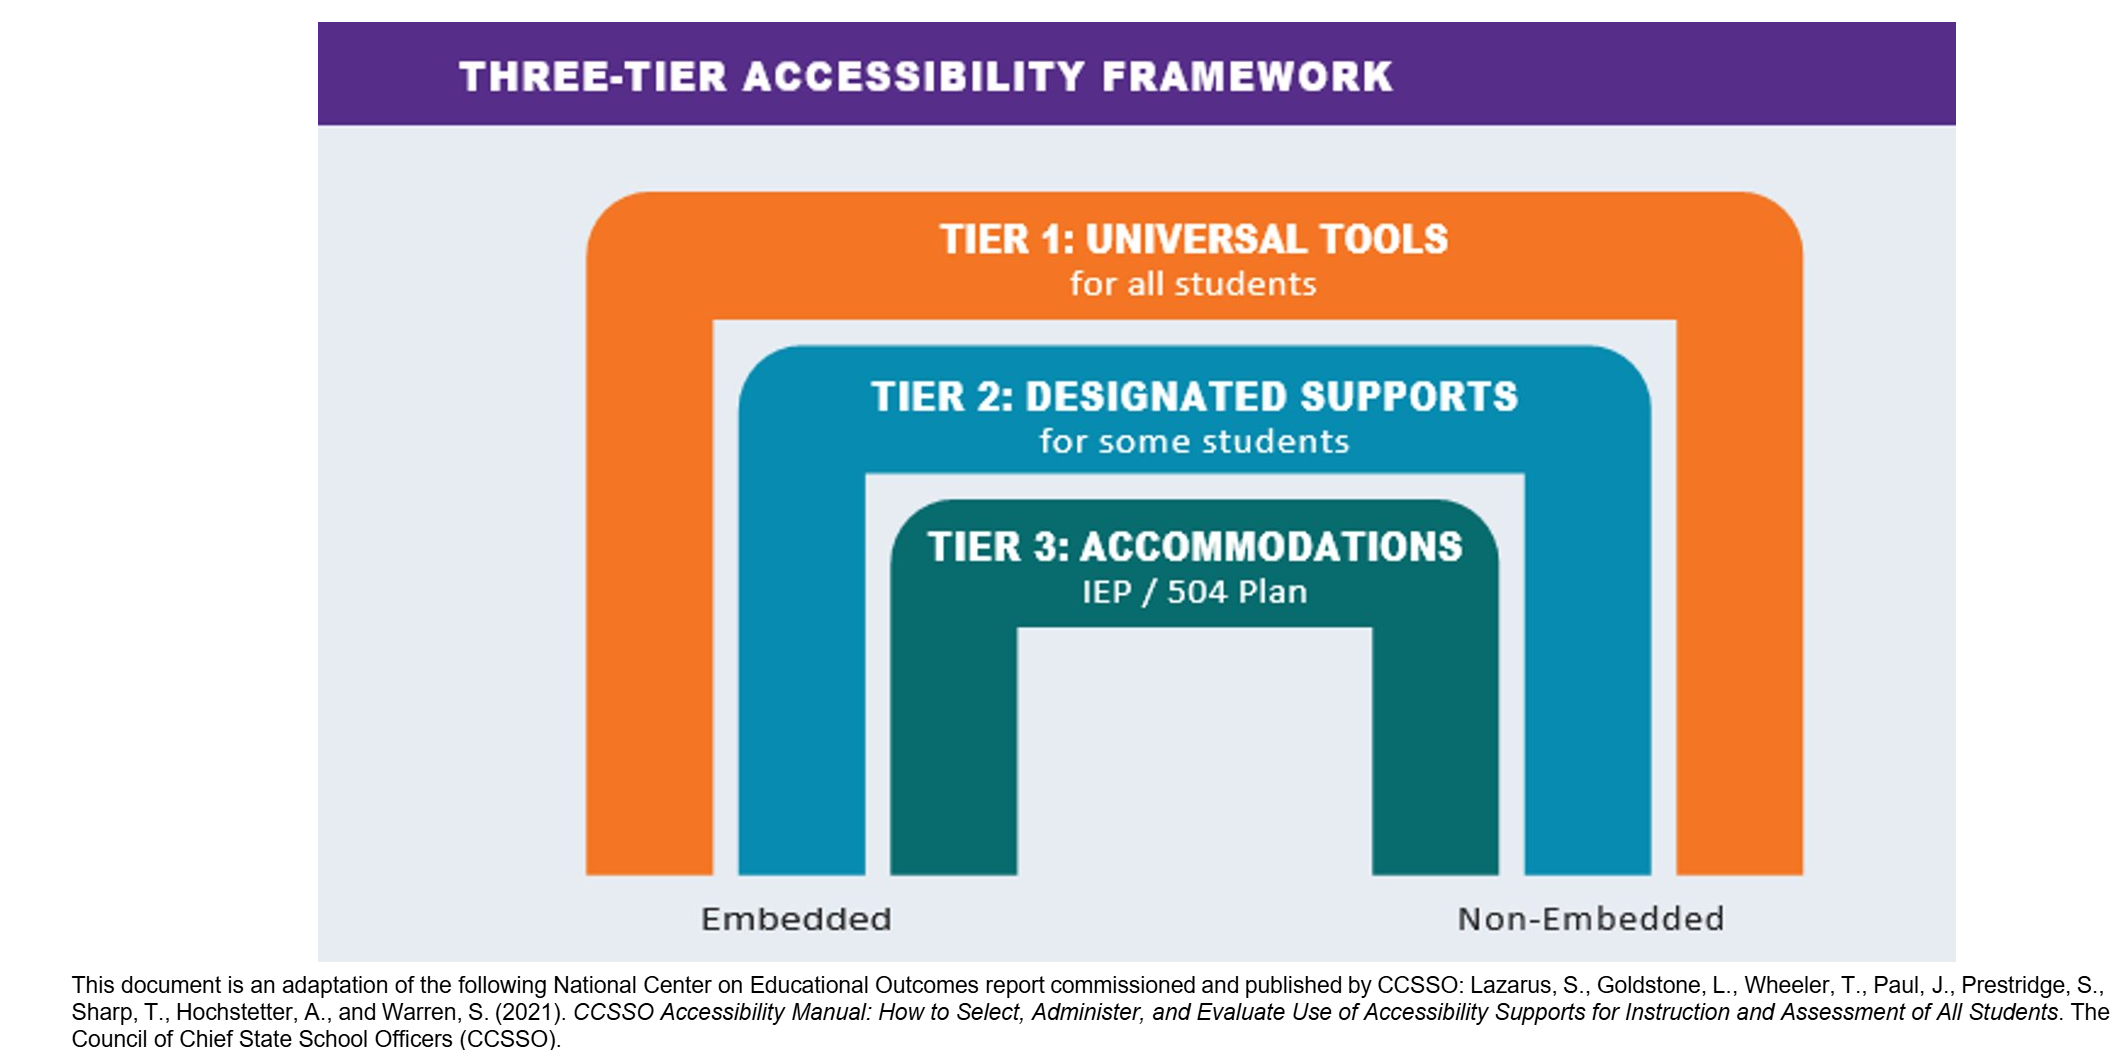 THREE-TIER ACCESSIBILITY FRAMEWORK
TIER 1: UNIVERSAL TOOLS
for all students
TIER 2: DESIGNATED SUPPORTS
for some students
TIER 3: ACCOMMODATIONS
IEP / 504 Plan
Embedded
Non-Embedded
This document is an adaptation of the following National Center on Educational Outcomes report commissioned and published by CCSSO: Lazarus, S., Goldstone, L., Wheeler, T., Paul, J., Prestridge, S.,
Sharp, T., Hochstetter, A., and Warren, S. (2021). CCSSO Accessibility Manual: How to Select, Administer, and Evaluate Use of Accessibility Supports for Instruction and Assessment of All Students. The
Council of Chief State School Officers (CCSSO).